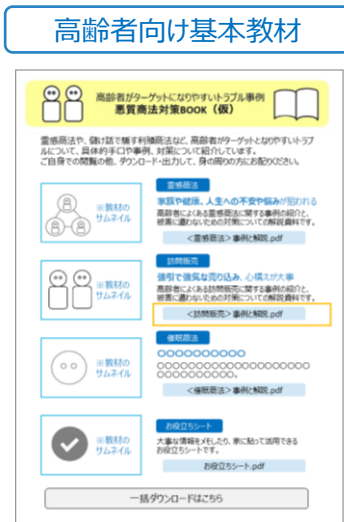 高齢者向け基本教材
高齢者がターゲットになりやすいトラブル事例
悪質商法対策BOOK（仮）
霊感商法や、儲け話で騙す利殖商法など、高齢者がターゲットとなりやすいトラブ
ルについて、具体的手口や事例、対策について紹介しています。
ご自身での閲覧の他、ダウンロード・出力して、身の周りの方にお配りください。
※教材の
サムネイル
霊感商法
家族や健康、人生への不安や悩みが狙われる
高齢者によくある霊感商法に関する事例の紹介と、
被害に遭わないための対策についての解説資料です。
＜霊感商法＞事例と解説.pdf
※教材の
サムネイル
訪問販売
強引で強気な売り込み、心構えが大事
高齢者によくある訪問販売に関する事例の紹介と、
被害に遭わないための対策についての解説資料です。
＜訪問販売＞事例と解説.pdf
※教材の
サムネイル
催眠商法
○○○○○○○○○○
○○○○○○○○○○○○○○○○○○○○
○○○○○○○○○○。
＜催眠商法＞事例と解説.pdf
※教材の
サムネイル
お役立ちシート
大事な情報をメモしたり、家に貼って活用できる
お役立ちシートです。
お役立ちシート.pdf
一括ダウンロードはこちら